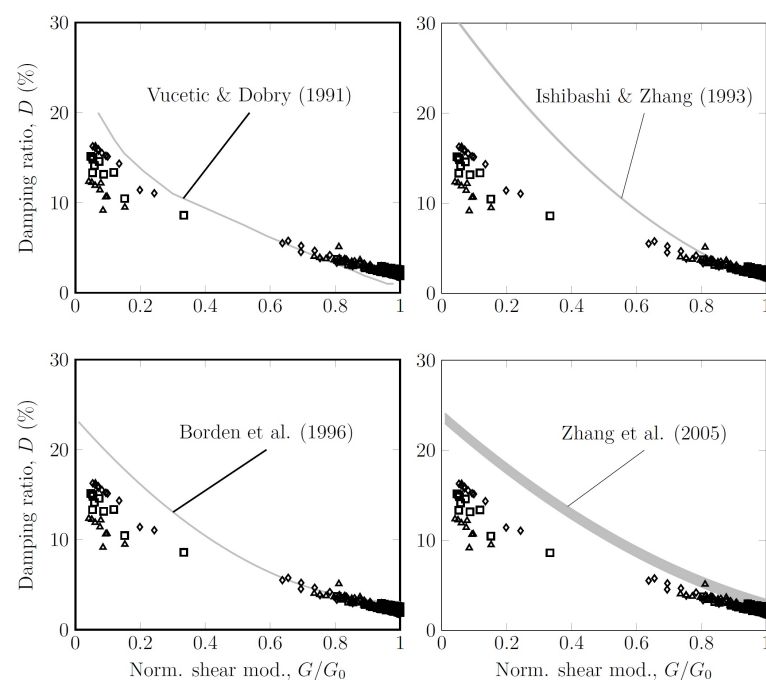 30
20
10
0
0 0.2 0.4 0.6 0.8 1
Damping ratio, D (%)
Vucetic & Dobry (1991)
30
20
10
0
0 0.2 0.4 0.6 0.8 1
Ishibashi & Zhang (1993)
30
20
10
0
0 0.2 0.4 0.6 0.8 1
Damping ratio, D (%)
Norm. shear mod., G/G₀
Borden et al. (1996)
30
20
10
0
0 0.2 0.4 0.6 0.8 1
Norm. shear mod., G/G₀
Zhang et al. (2005)